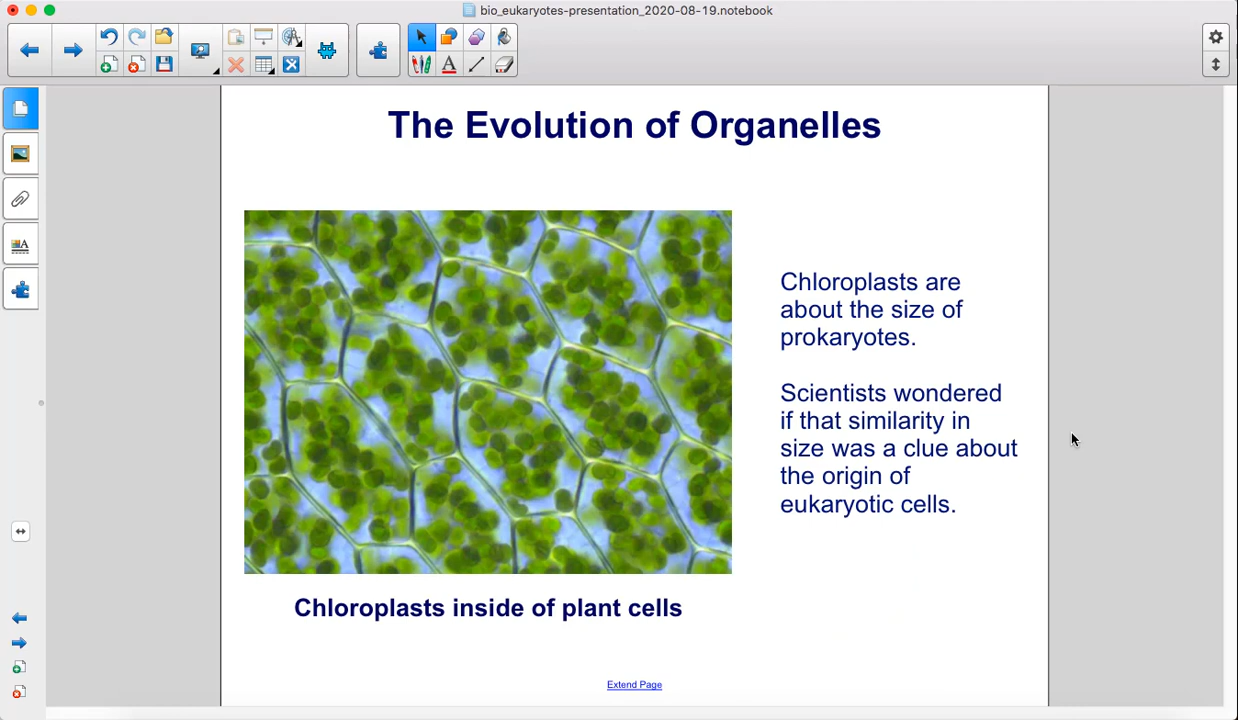 bio_eukaryotes-presentation_2020-08-19.notebook
The Evolution of Organelles
Chloroplasts are
about the size of
prokaryotes.
Scientists wondered
if that similarity in
size was a clue about
the origin of
eukaryotic cells.
Chloroplasts inside of plant cells
Extend Page